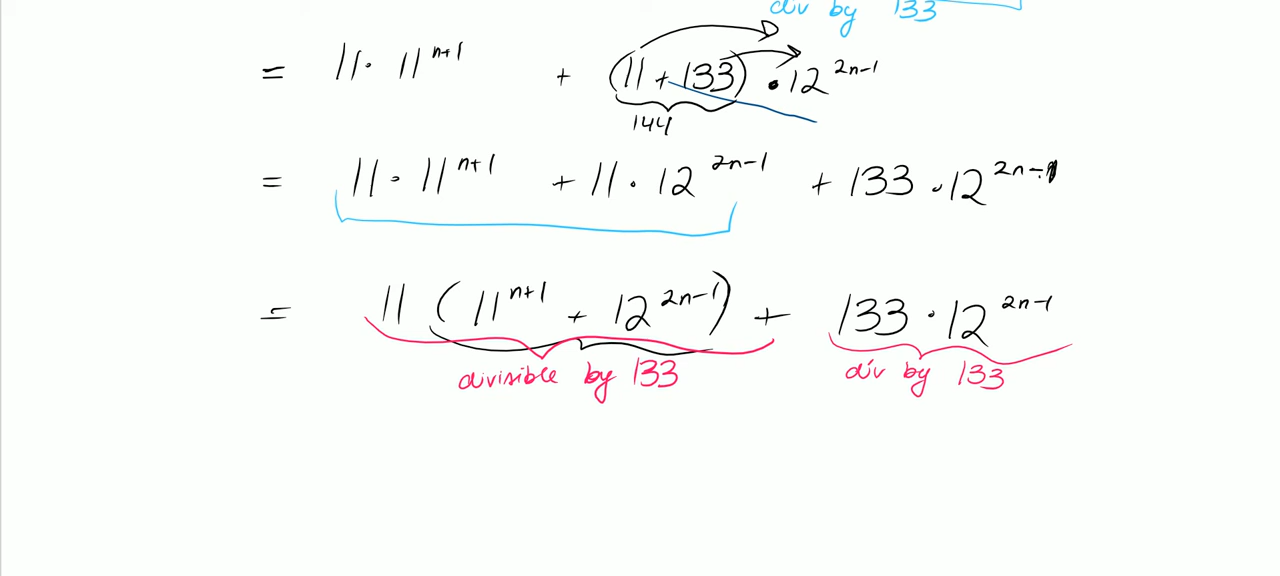 div by 133
= 11 · 11^{n+1} + (11 + 133) · 12^{2n-1}
144
= 11 · 11^{n+1} + 11 · 12^{2n-1} + 133 · 12^{2n-1}
= 11 (11^{n+1} + 12^{2n-1}) + 133 · 12^{2n-1}
divisible by 133 div by 133